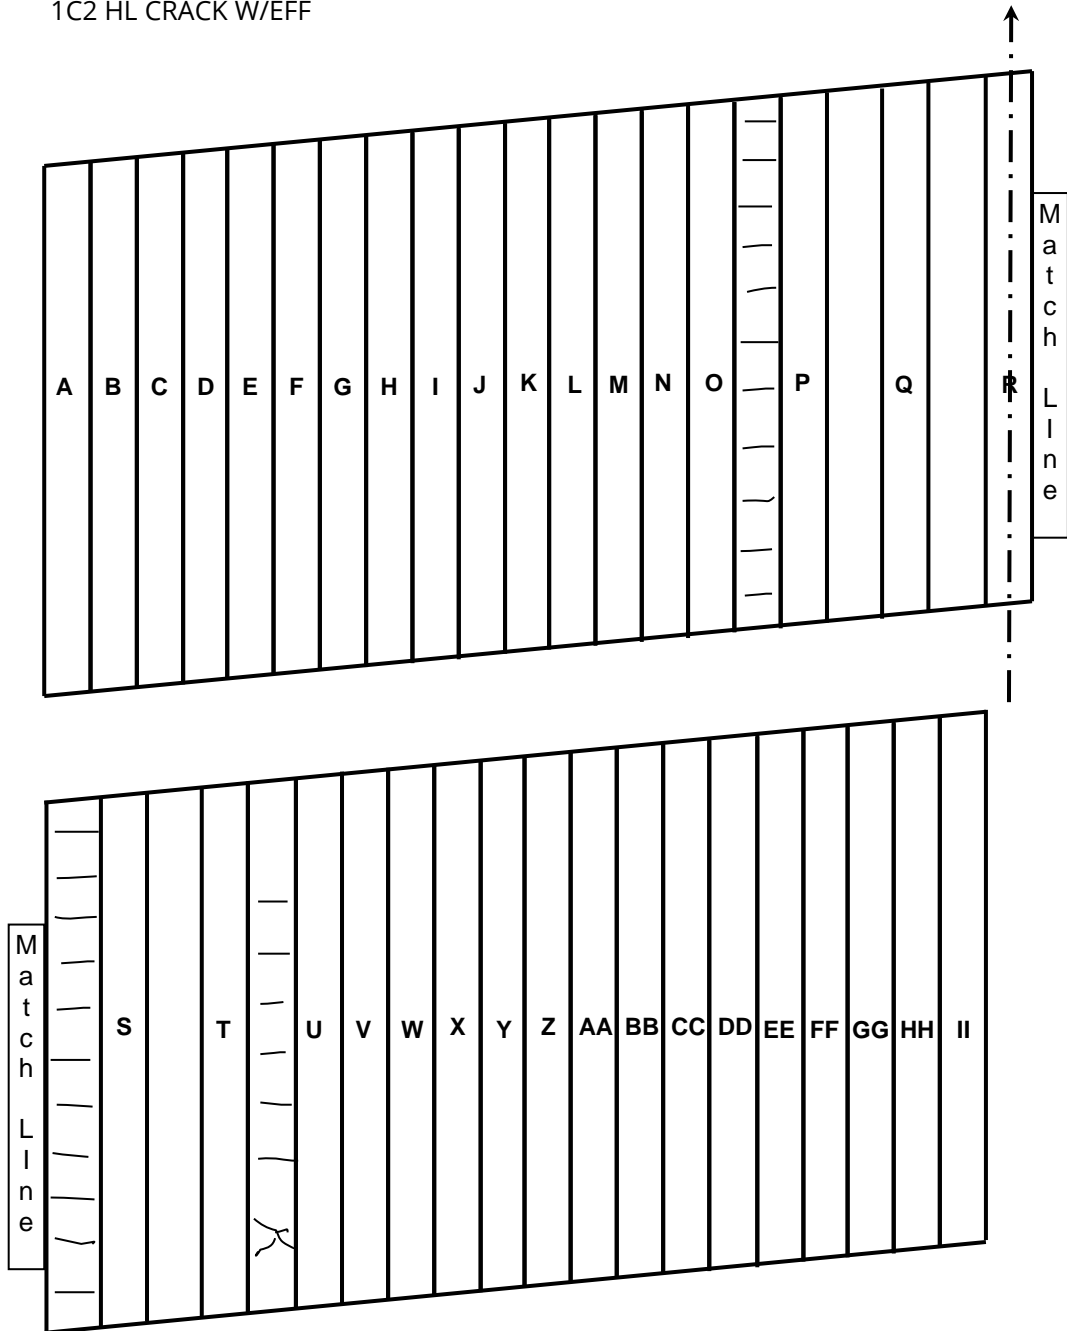 1C2 HL CRACK W/EFF
A B C D E F G H I J K L M N O P Q R
Match LIne
S T U V W X Y Z AA BB CC DD EE FF GG HH II
Match LIne